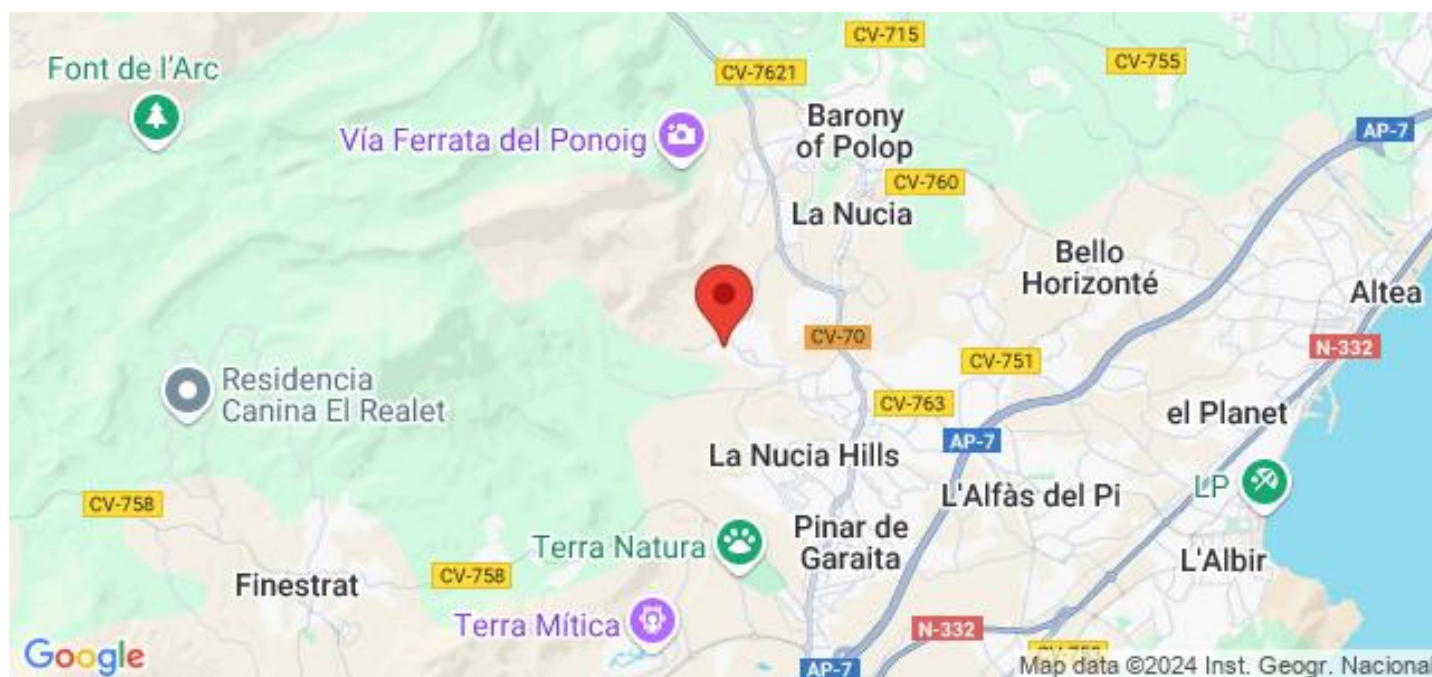 CV-715
CV-755
Font de l'Arc
CV-7621
Barony
of Polop
AP-7
Vía Ferrata del Ponoig
CV-760
La Nucia
Bello
Horizonté
Altea
CV-70
N-332
CV-751
Residencia
Canina El Realet
CV-763
el Planet
AP-7
La Nucia Hills
LP
L'Alfàs del Pi
CV-758
Pinar de
Garaita
Terra Natura
L'Albir
CV-758
Finestrat
Terra Mítica
N-332
Google
AP-7
Map data ©2024 Inst. Geogr. Nacional